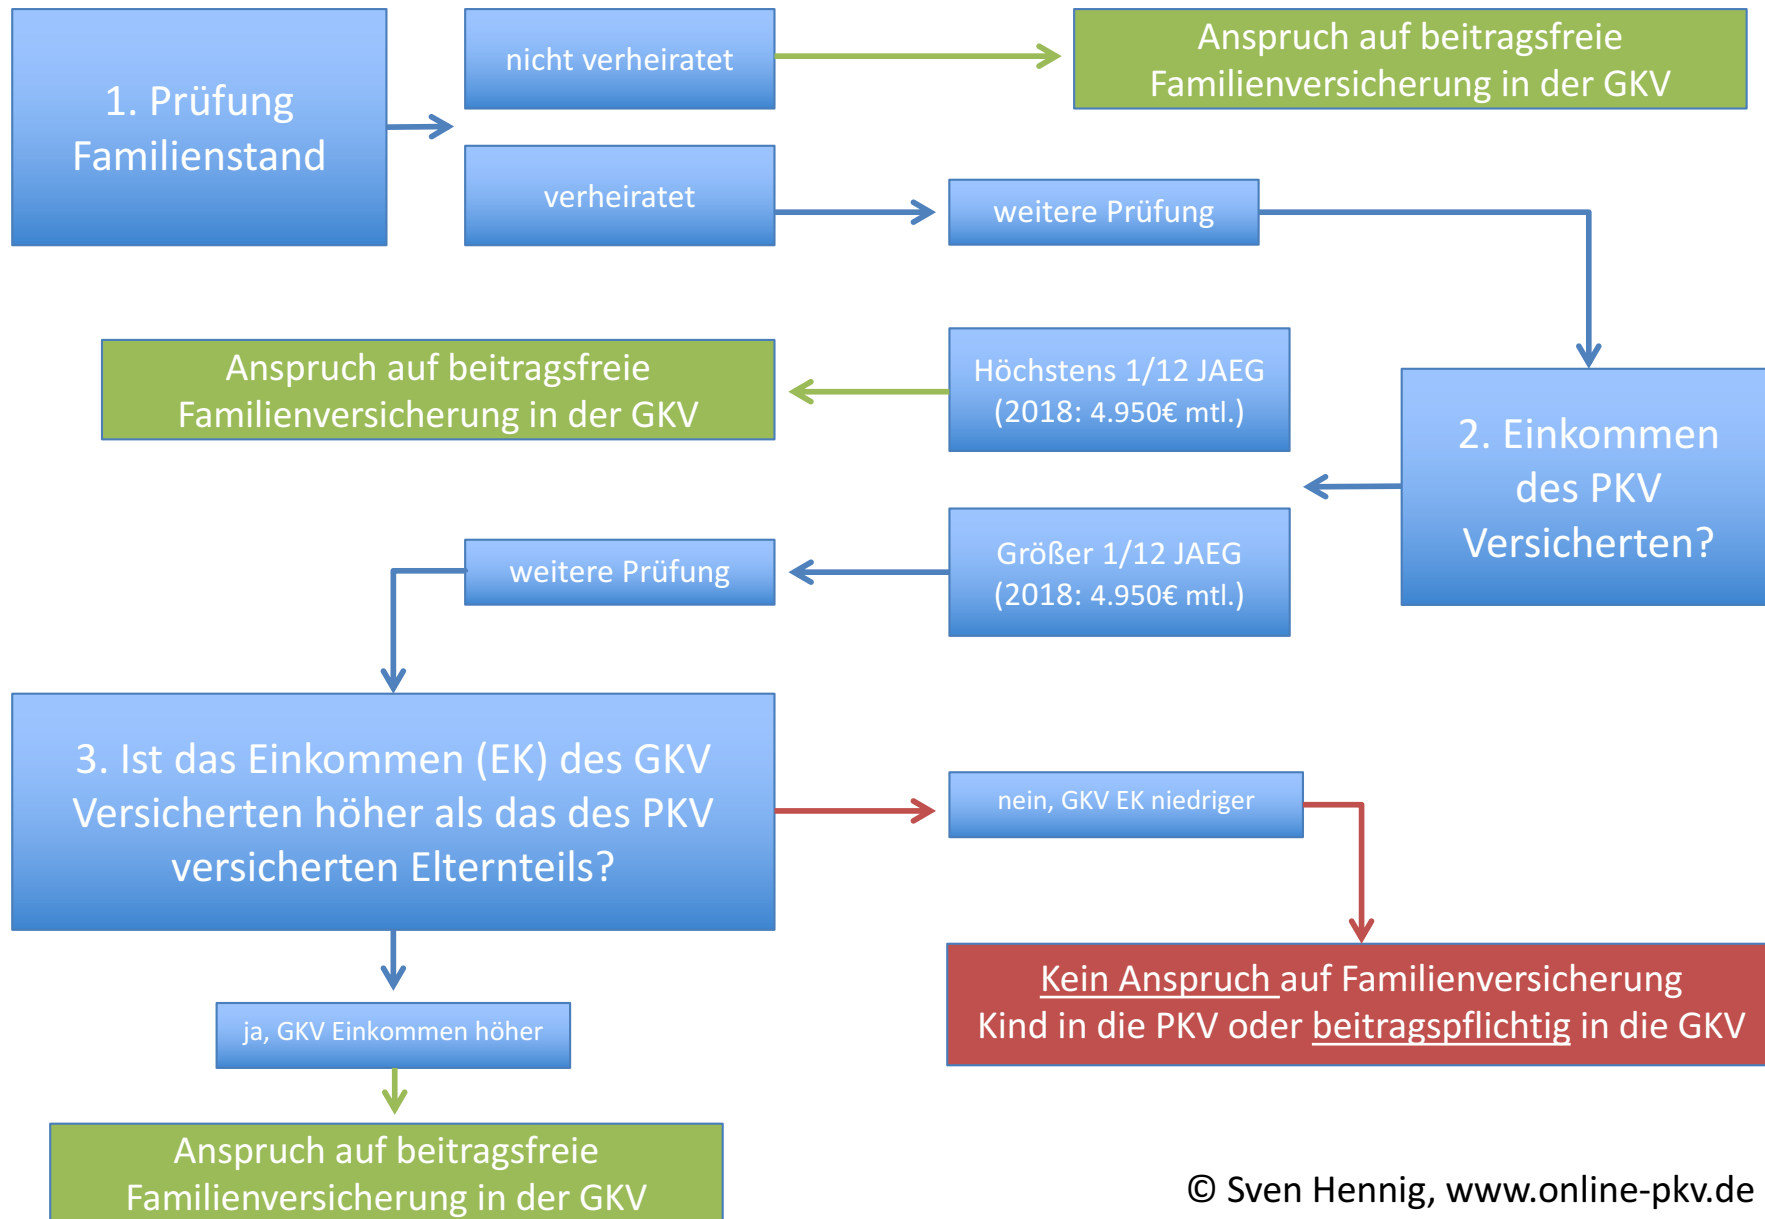 1. Prüfung
Familienstand
nicht verheiratet
Anspruch auf beitragsfreie
Familienversicherung in der GKV
verheiratet
weitere Prüfung
Anspruch auf beitragsfreie
Familienversicherung in der GKV
Höchstens 1/12 JAEG
(2018: 4.950€ mtl.)
2. Einkommen
des PKV
Versicherten?
Größer 1/12 JAEG
(2018: 4.950€ mtl.)
weitere Prüfung
3. Ist das Einkommen (EK) des GKV
Versicherten höher als das des PKV
versicherten Elternteils?
nein, GKV EK niedriger
Kein Anspruch auf Familienversicherung
Kind in die PKV oder beitragspflichtig in die GKV
ja, GKV Einkommen höher
Anspruch auf beitragsfreie
Familienversicherung in der GKV
© Sven Hennig, www.online-pkv.de